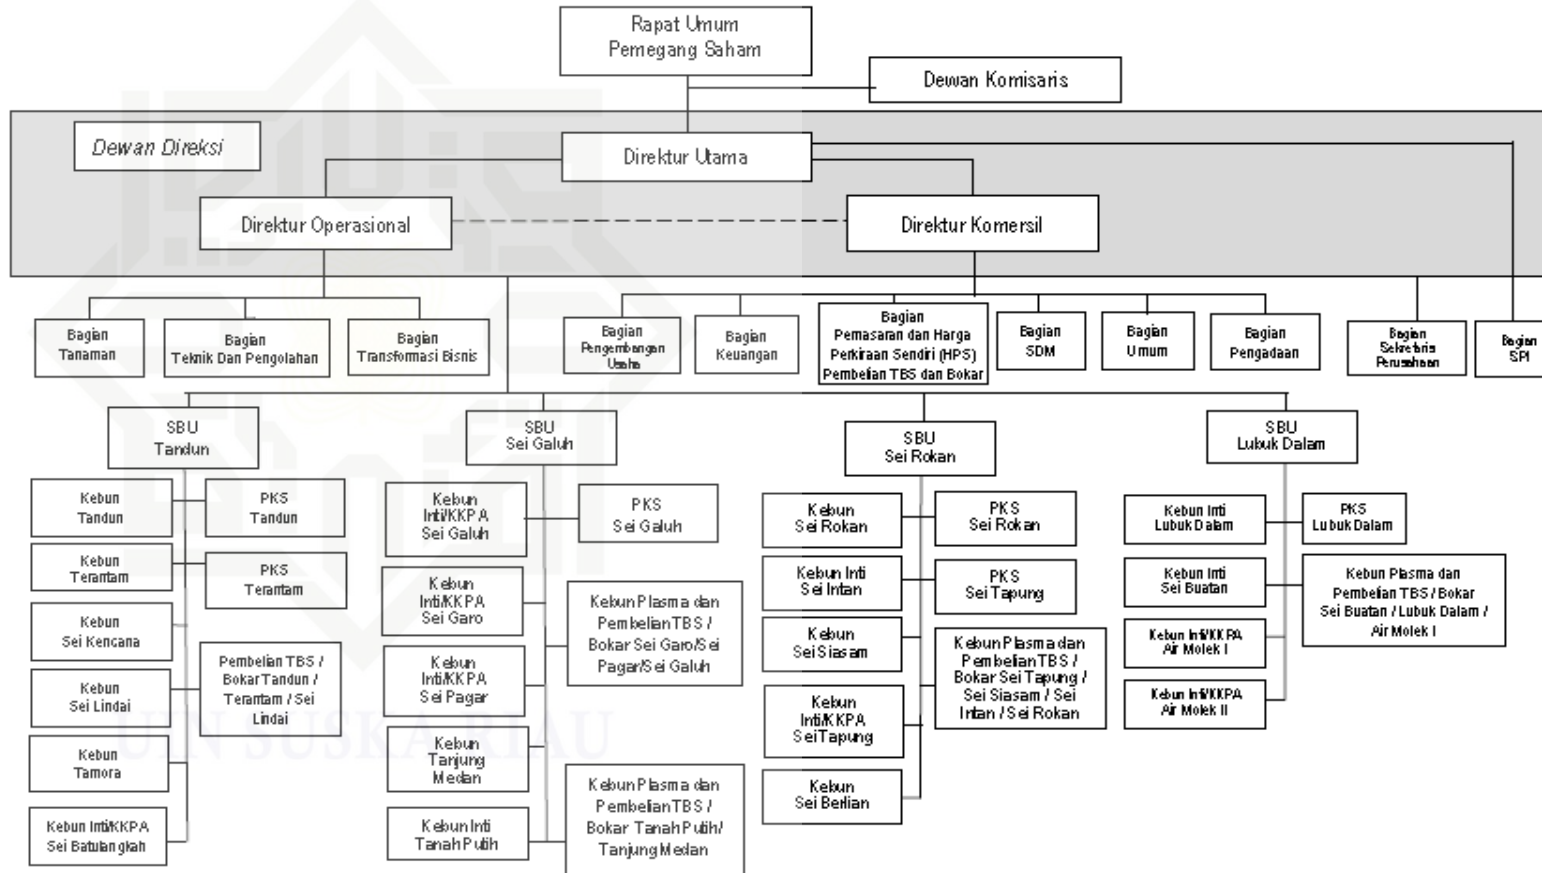 Rapat Umum
Pemegang Saham
Dewan Komisaris
Dewan Direksi
Direktur Utama
Direktur Operasional
Direktur Komersil
Bagian
Tanaman
Bagian
Teknik Dan Pengolahan
Bagian
Transformasi Bisnis
Bagian
Pengembangan
Usaha
Bagian
Keuangan
Bagian
Pemasaran dan Harga
Perkiraan Sendiri (HPS)
Pembelian TBS dan Bokar
Bagian
SDM
Bagian
Umum
Bagian
Pengadaan
Bagian
Sekretaris
Perusahaan
Bagian
SPI
SBU
Tandun
SBU
Sei Galuh
SBU
Sei Rokan
SBU
Lubuk Dalam
Kebun
Tandun
PKS
Tandun
Kebun
Terantam
PKS
Terantam
Kebun
Sei Kencana
Pembelian TBS /
Bokar Tandun /
Terantam / Sei
Lindai
Kebun
Sei Lindai
Kebun
Tamora
Kebun Inti/KKPA
Sei Batulangkah
Kebun
Inti/KKPA
Sei Galuh
PKS
Sei Galuh
Kebun
Inti/KKPA
Sei Garo
Kebun Plasma dan
Pembelian TBS /
Bokar Sei Garo/Sei
Pagar/Sei Galuh
Kebun
Inti/KKPA
Sei Pagar
Kebun
Tanjung
Medan
Kebun Inti
Tanah Putih
Kebun Plasma dan
Pembelian TBS /
Bokar Tanah Putih/
Tanjung Medan
Kebun
Sei Rokan
PKS
Sei Rokan
Kebun Inti
Sei Intan
PKS
Sei Tapung
Kebun
Sei Siasam
Kebun Plasma dan
Pembelian TBS /
Bokar Sei Tapung /
Sei Siasam / Sei
Intan / Sei Rokan
Kebun
Inti/KKPA
Sei Tapung
Kebun
Sei Berlian
Kebun Inti
Lubuk Dalam
PKS
Lubuk Dalam
Kebun Inti
Sei Buatan
Kebun Plasma dan
Pembelian TBS / Bokar
Sei Buatan / Lubuk Dalam /
Air Molek I
Kebun Inti/KKPA
Air Molek I
Kebun Inti/KKPA
Air Molek II
UIN SUSKA RIAU